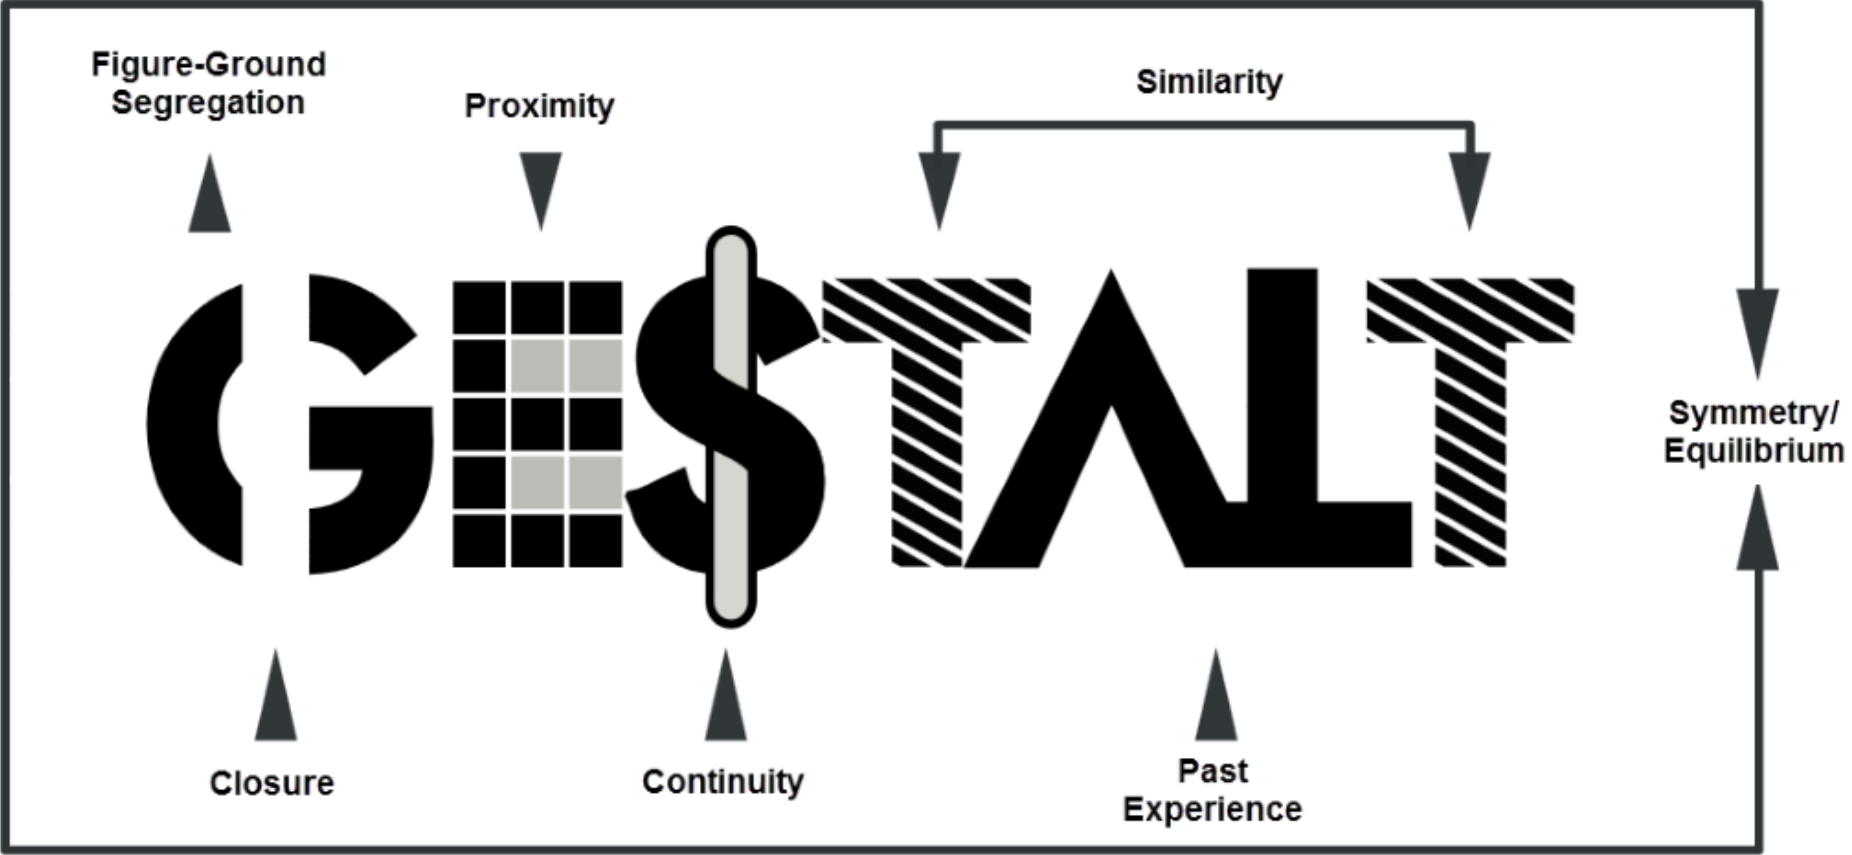 Figure-Ground
Segregation
Proximity
Similarity
GESTALT
Symmetry/
Equilibrium
Closure
Continuity
Past
Experience